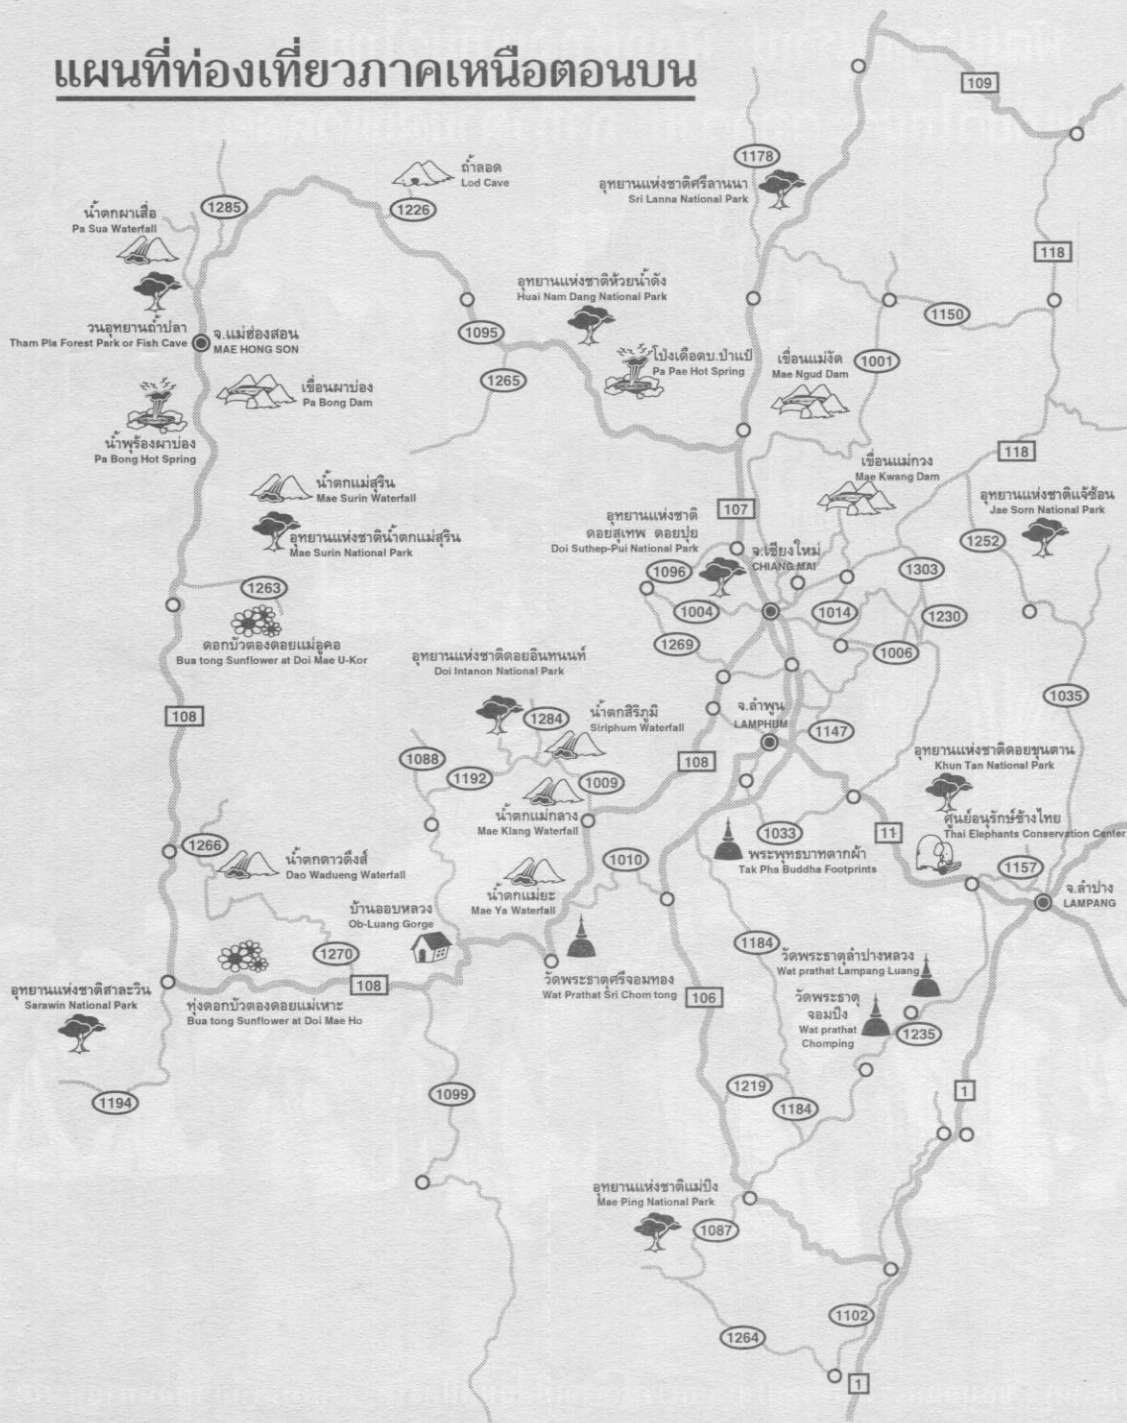 แผนที่ท่องเที่ยวภาคเหนือตอนบน
109
1178
ถ้ำลอด
Lod Cave
อุทยานแห่งชาติศรีลานนา
Sri Lanna National Park
1285
1226
น้ำตกผาเสื่อ
Pa Sua Waterfall
118
อุทยานแห่งชาติห้วยน้ำดัง
Huai Nam Dang National Park
1150
วนอุทยานถ้ำปลา
Tham Pla Forest Park or Fish Cave
จ.แม่ฮ่องสอน
MAE HONG SON
1095
1265
โป่งเดือดบ.ป่าแป๋
Pa Pae Hot Spring
เขื่อนแม่งัด
Mae Ngud Dam
1001
เขื่อนผาบ่อง
Pa Bong Dam
น้ำพุร้อนผาบ่อง
Pa Bong Hot Spring
118
เขื่อนแม่กวง
Mae Kwang Dam
น้ำตกแม่สุริน
Mae Surin Waterfall
107
อุทยานแห่งชาติแจ้ซ้อน
Jae Sorn National Park
อุทยานแห่งชาติ
ดอยสุเทพ ดอยปุย
Doi Suthep-Pui National Park
อุทยานแห่งชาติน้ำตกแม่สุริน
Mae Surin National Park
1252
จ.เชียงใหม่
CHIANG MAI
1096
1303
1263
1004
1014
1230
ดอกบัวตองดอยแม่อูคอ
Bua tong Sunflower at Doi Mae U-Kor
1269
1006
อุทยานแห่งชาติดอยอินทนนท์
Doi Intanon National Park
1035
108
1284
น้ำตกสิริภูมิ
Siriphum Waterfall
จ.ลำพูน
LAMPHUM
1147
1088
1192
1009
108
อุทยานแห่งชาติดอยขุนตาน
Khun Tan National Park
น้ำตกแม่กลาง
Mae Klang Waterfall
ศูนย์อนุรักษ์ช้างไทย
Thai Elephants Conservation Center
1033
11
1266
น้ำตกดาวดึงส์
Dao Wadueng Waterfall
1010
พระพุทธบาทตากผ้า
Tak Pha Buddha Footprints
1157
จ.ลำปาง
LAMPANG
น้ำตกแม่ยะ
Mae Ya Waterfall
บ้านออบหลวง
Ob-Luang Gorge
1184
1270
วัดพระธาตุลำปางหลวง
Wat prathat Lampang Luang
108
วัดพระธาตุศรีจอมทอง
Wat Prathat Sri Chom tong
106
อุทยานแห่งชาติสาละวิน
Sarawin National Park
ทุ่งดอกบัวตองดอยแม่เหาะ
Bua tong Sunflower at Doi Mae Ho
วัดพระธาตุ
จอมปิง
Wat prathat
Chomping
1235
1194
1099
1219
1184
1
อุทยานแห่งชาติแม่ปิง
Mae Ping National Park
1087
1102
1264
1